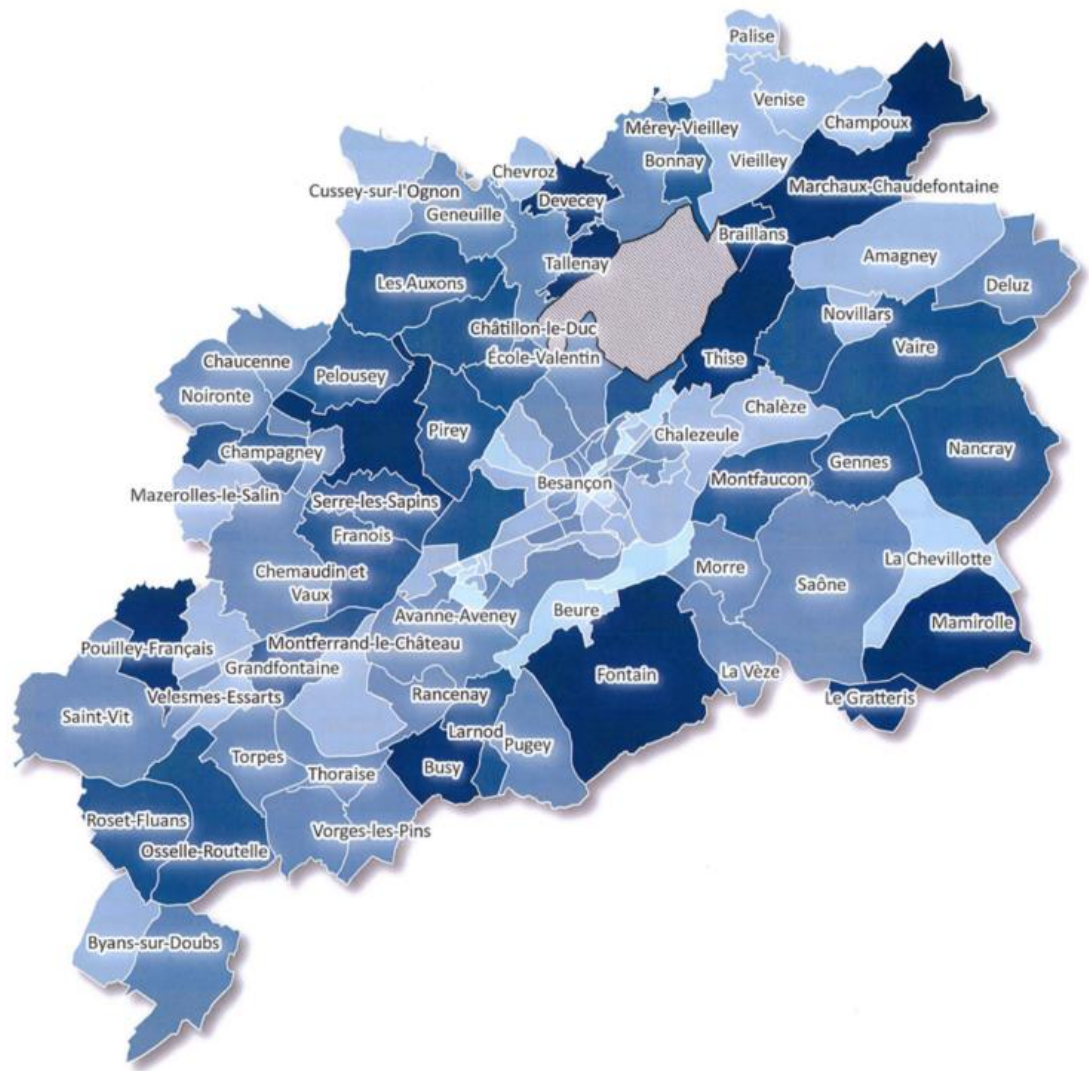 Palise
Venise
Champoux
Mérey-Vieilley
Bonnay
Vieilley
Chevroz
Cussey-sur-l'Ognon
Devecey
Marchaux-Chaudefontaine
Geneuille
Braillans
Amagney
Tallenay
Les Auxons
Deluz
Novillars
Châtillon-le-Duc
Vaire
École-Valentin
Thise
Chaucenne
Pelousey
Noironte
Chalèze
Pirey
Chalezeule
Champagney
Nancray
Gennes
Montfaucon
Besançon
Mazerolles-le-Salin
Serre-les-Sapins
Franois
La Chevillotte
Morre
Chemaudin et
Vaux
Saône
Beure
Avanne-Aveney
Mamirolle
Montferrand-le-Château
Pouilley-Français
Grandfontaine
La Vèze
Fontain
Rancenay
Velesmes-Essarts
Le Gratteris
Saint-Vit
Larnod
Pugey
Torpes
Busy
Thoraise
Roset-Fluans
Vorges-les-Pins
Osselle-Routelle
Byans-sur-Doubs